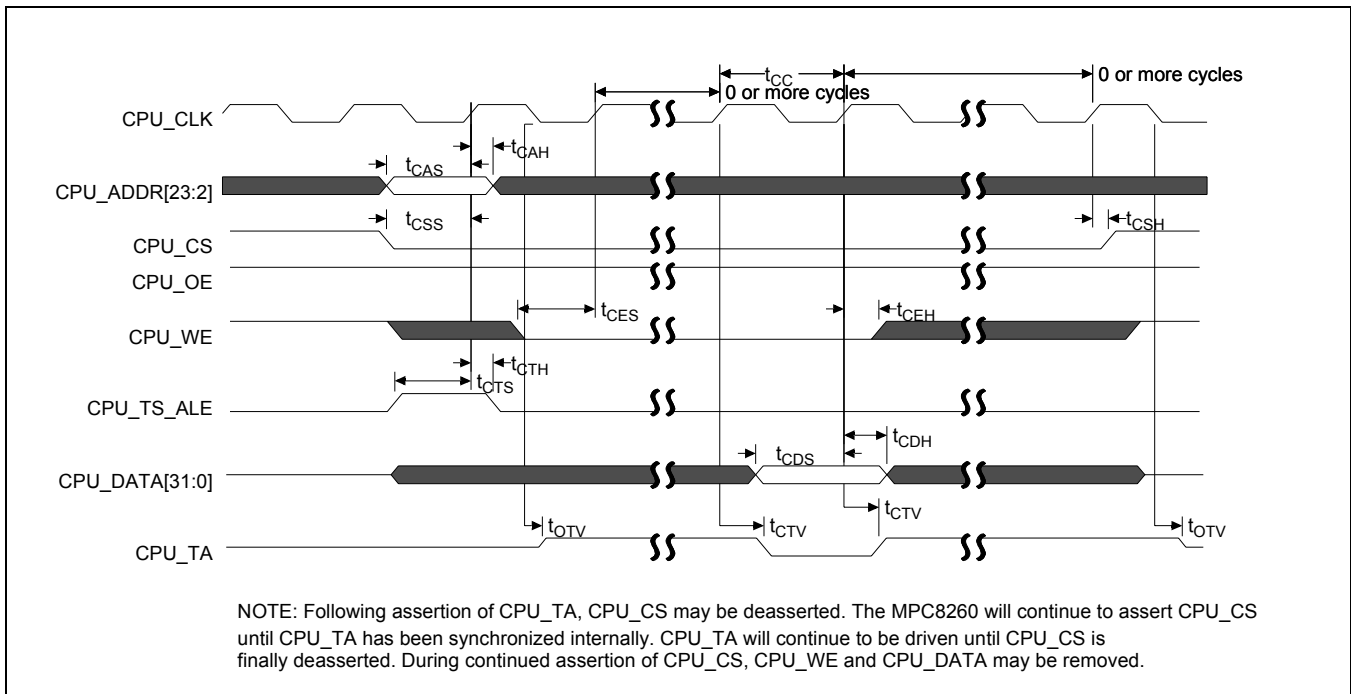 tCC
0 or more cycles
0 or more cycles
CPU_CLK
tCAH
tCAS
CPU_ADDR[23:2]
tCSS
tCSH
CPU_CS
CPU_OE
tCES
tCEH
CPU_WE
tCTH
tCTS
CPU_TS_ALE
tCDH
tCDS
CPU_DATA[31:0]
tCTV
tOTV
tCTV
tOTV
CPU_TA
NOTE: Following assertion of CPU_TA, CPU_CS may be deasserted. The MPC8260 will continue to assert CPU_CS
until CPU_TA has been synchronized internally. CPU_TA will continue to be driven until CPU_CS is
finally deasserted. During continued assertion of CPU_CS, CPU_WE and CPU_DATA may be removed.